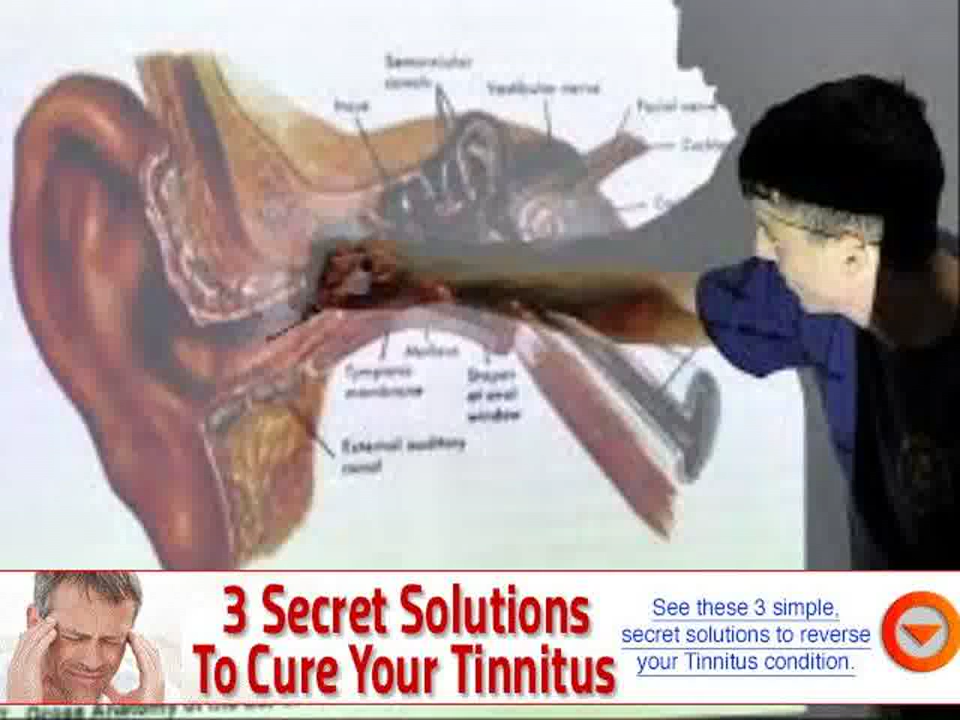 Semicircular
canals
Vestibular nerve
Incus
Facial nerve
Malleus
Tympanic
membrane
Stapes
at oval
window
External auditory
canal
3 Secret Solutions
To Cure Your Tinnitus
See these 3 simple,
secret solutions to reverse
your Tinnitus condition.